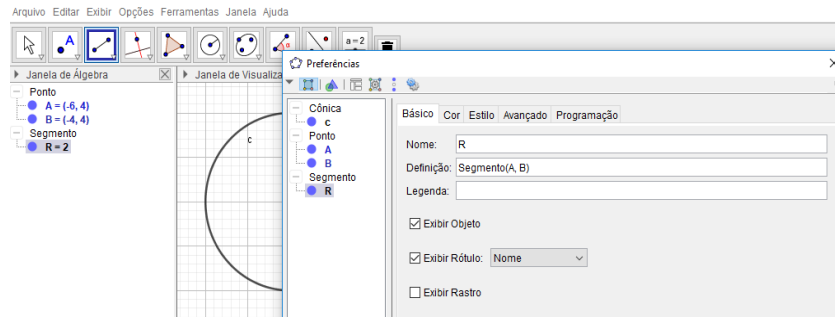 Arquivo Editar Exibir Opções Ferramentas Janela Ajuda
A
α
a=2
Preferências
Janela de Álgebra
Janela de Visualiza
Ponto
A = (-6, 4)
B = (-4, 4)
Segmento
R = 2
c
Cônica
c
Ponto
A
B
Segmento
R
Básico Cor Estilo Avançado Programação
Nome: R
Definição: Segmento(A, B)
Legenda:
Exibir Objeto
Exibir Rótulo: Nome
Exibir Rastro